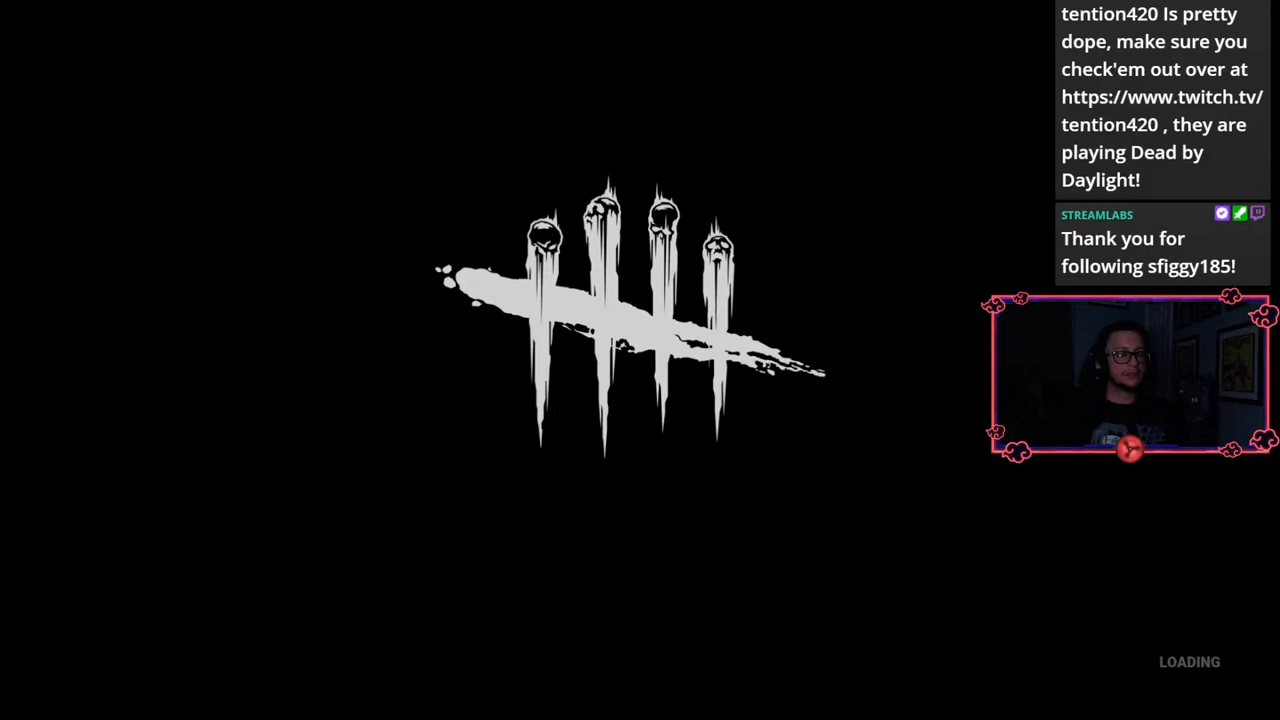 tention420 Is pretty
dope, make sure you
check'em out over at
https://www.twitch.tv/
tention420 , they are
playing Dead by
Daylight!
STREAMLABS
Thank you for
following sfiggy185!
LOADING